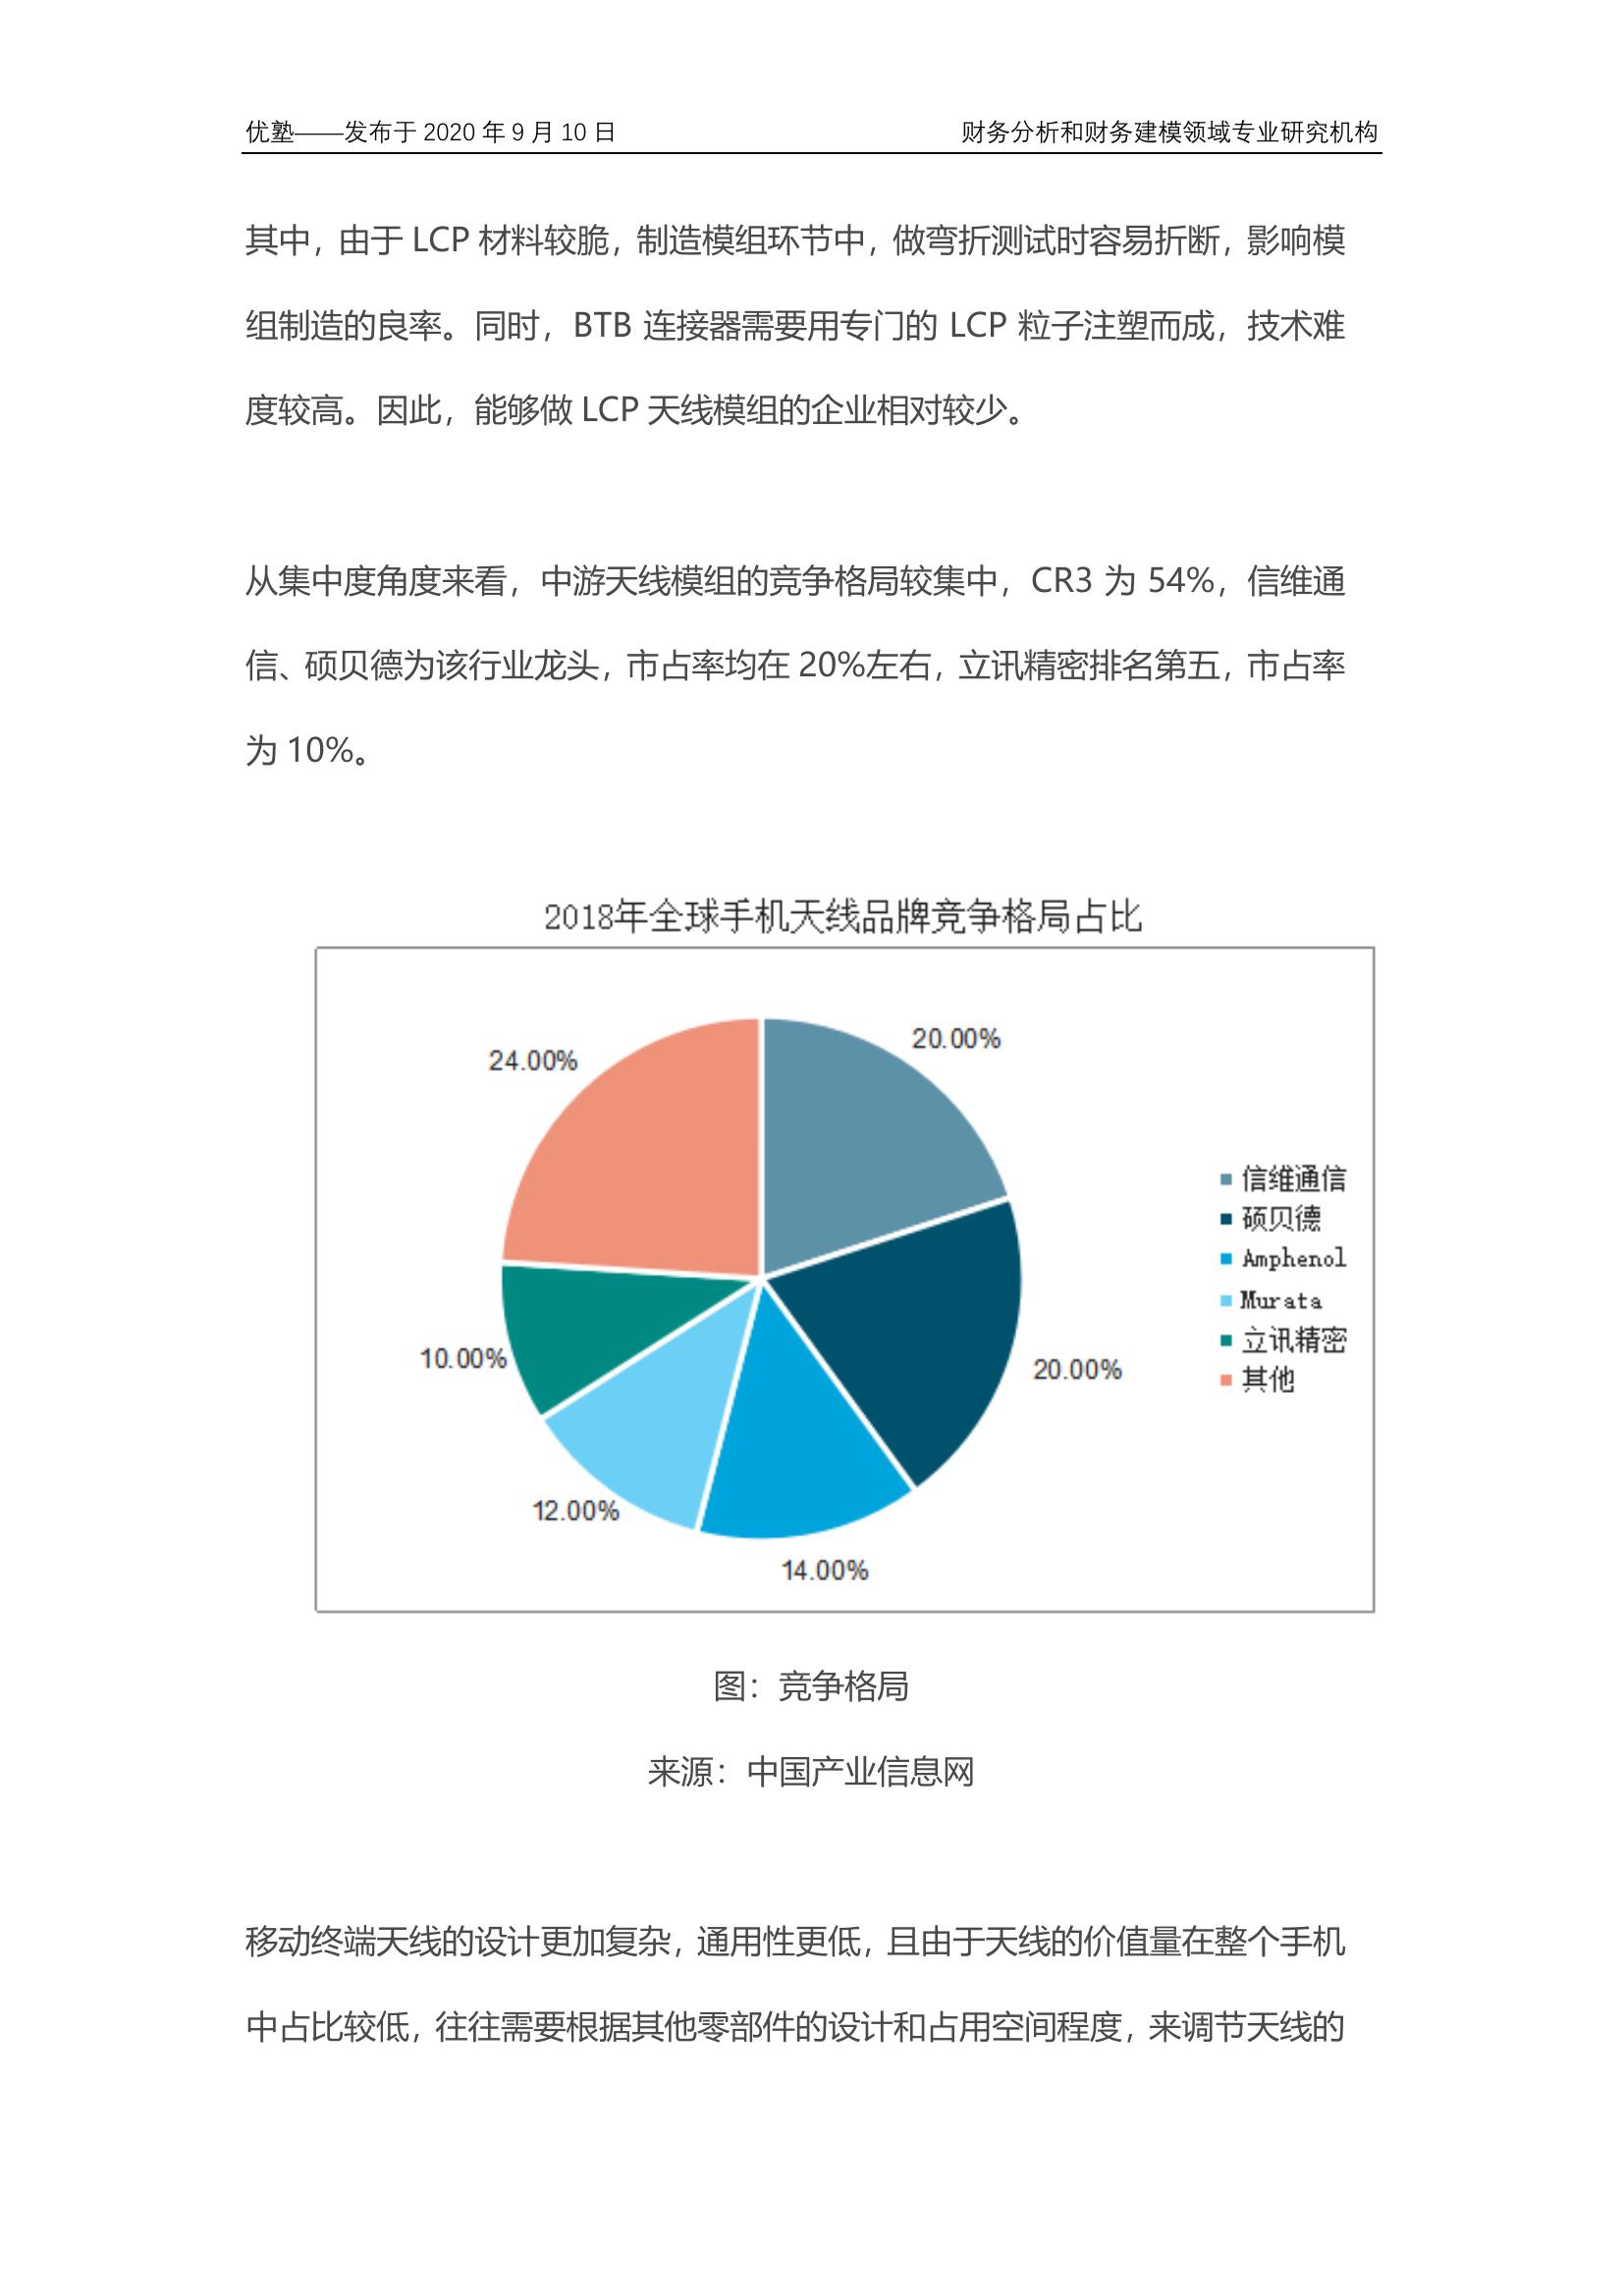 优塾——发布于 2020 年 9 月 10 日 财务分析和财务建模领域专业研究机构
其中，由于 LCP 材料较脆，制造模组环节中，做弯折测试时容易折断，影响模
组制造的良率。同时，BTB 连接器需要用专门的 LCP 粒子注塑而成，技术难
度较高。因此，能够做 LCP 天线模组的企业相对较少。
从集中度角度来看，中游天线模组的竞争格局较集中，CR3 为 54%，信维通
信、硕贝德为该行业龙头，市占率均在 20%左右，立讯精密排名第五，市占率
为 10%。
2018年全球手机天线品牌竞争格局占比
20.00%
24.00%
信维通信
硕贝德
Amphenol
Murata
立讯精密
其他
10.00%
20.00%
12.00%
14.00%
图：竞争格局
来源：中国产业信息网
移动终端天线的设计更加复杂，通用性更低，且由于天线的价值量在整个手机
中占比较低，往往需要根据其他零部件的设计和占用空间程度，来调节天线的